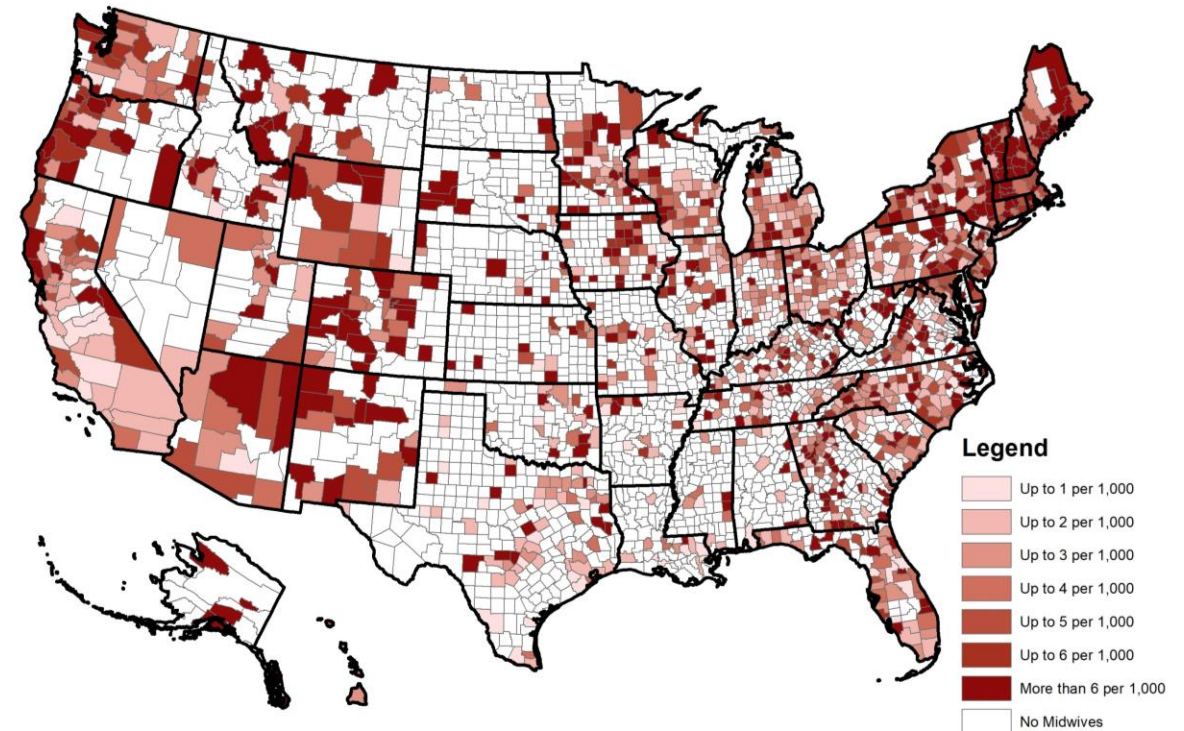 Legend
Up to 1 per 1,000
Up to 2 per 1,000
Up to 3 per 1,000
Up to 4 per 1,000
Up to 5 per 1,000
Up to 6 per 1,000
More than 6 per 1,000
No Midwives